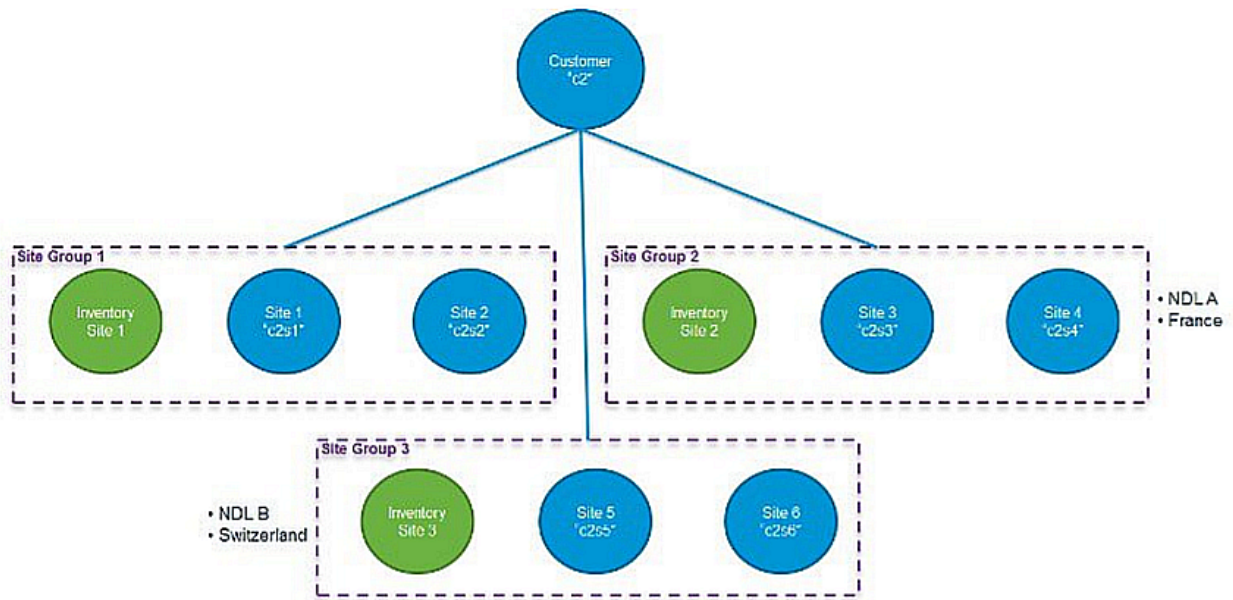 Customer
"c2"
Site Group 1
Inventory
Site 1
Site 1
"c2s1"
Site 2
"c2s2"
Site Group 2
Inventory
Site 2
Site 3
"c2s3"
Site 4
"c2s4"
• NDL A
• France
Site Group 3
Inventory
Site 3
Site 5
"c2s5"
Site 6
"c2s6"
• NDL B
• Switzerland